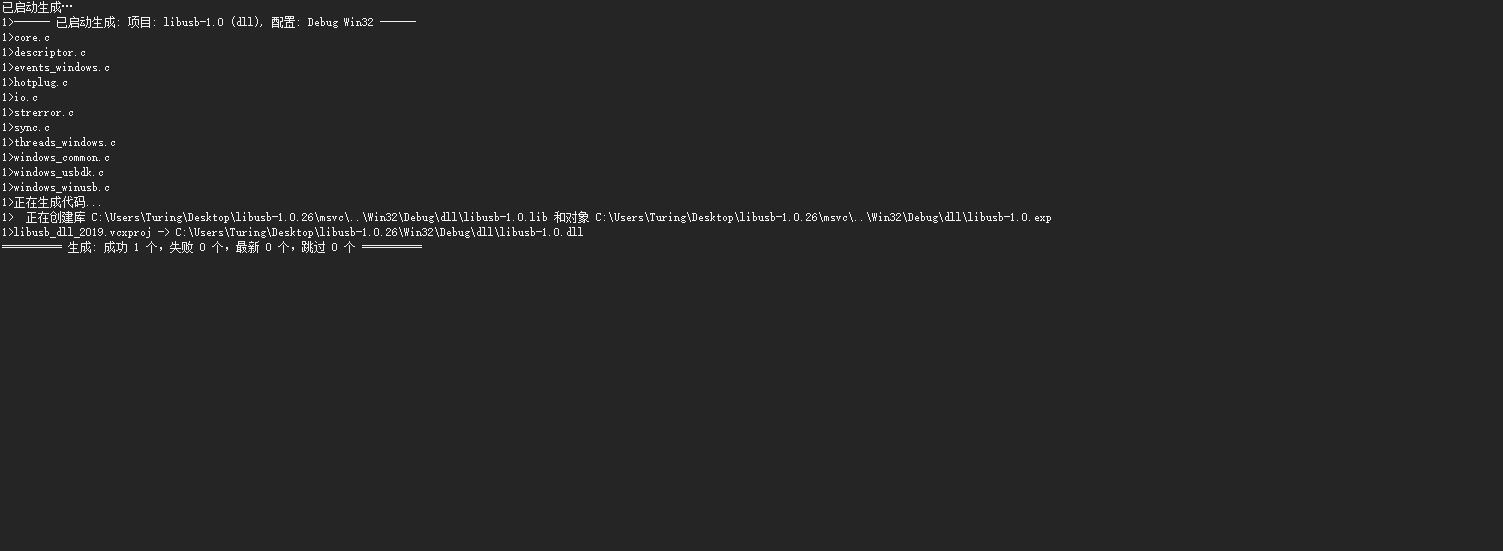 已启动生成…
1>------ 已启动生成: 项目: libusb-1.0 (dll), 配置: Debug Win32 ------
1>core.c
1>descriptor.c
1>events_windows.c
1>hotplug.c
1>io.c
1>strerror.c
1>sync.c
1>threads_windows.c
1>windows_common.c
1>windows_usbdk.c
1>windows_winusb.c
1>正在生成代码...
1>  正在创建库 C:\Users\Turing\Desktop\libusb-1.0.26\msvc\..\Win32\Debug\dll\libusb-1.0.lib 和对象 C:\Users\Turing\Desktop\libusb-1.0.26\msvc\..\Win32\Debug\dll\libusb-1.0.exp
1>libusb_dll_2019.vcxproj -> C:\Users\Turing\Desktop\libusb-1.0.26\Win32\Debug\dll\libusb-1.0.dll
========== 生成: 成功 1 个，失败 0 个，最新 0 个，跳过 0 个 ==========